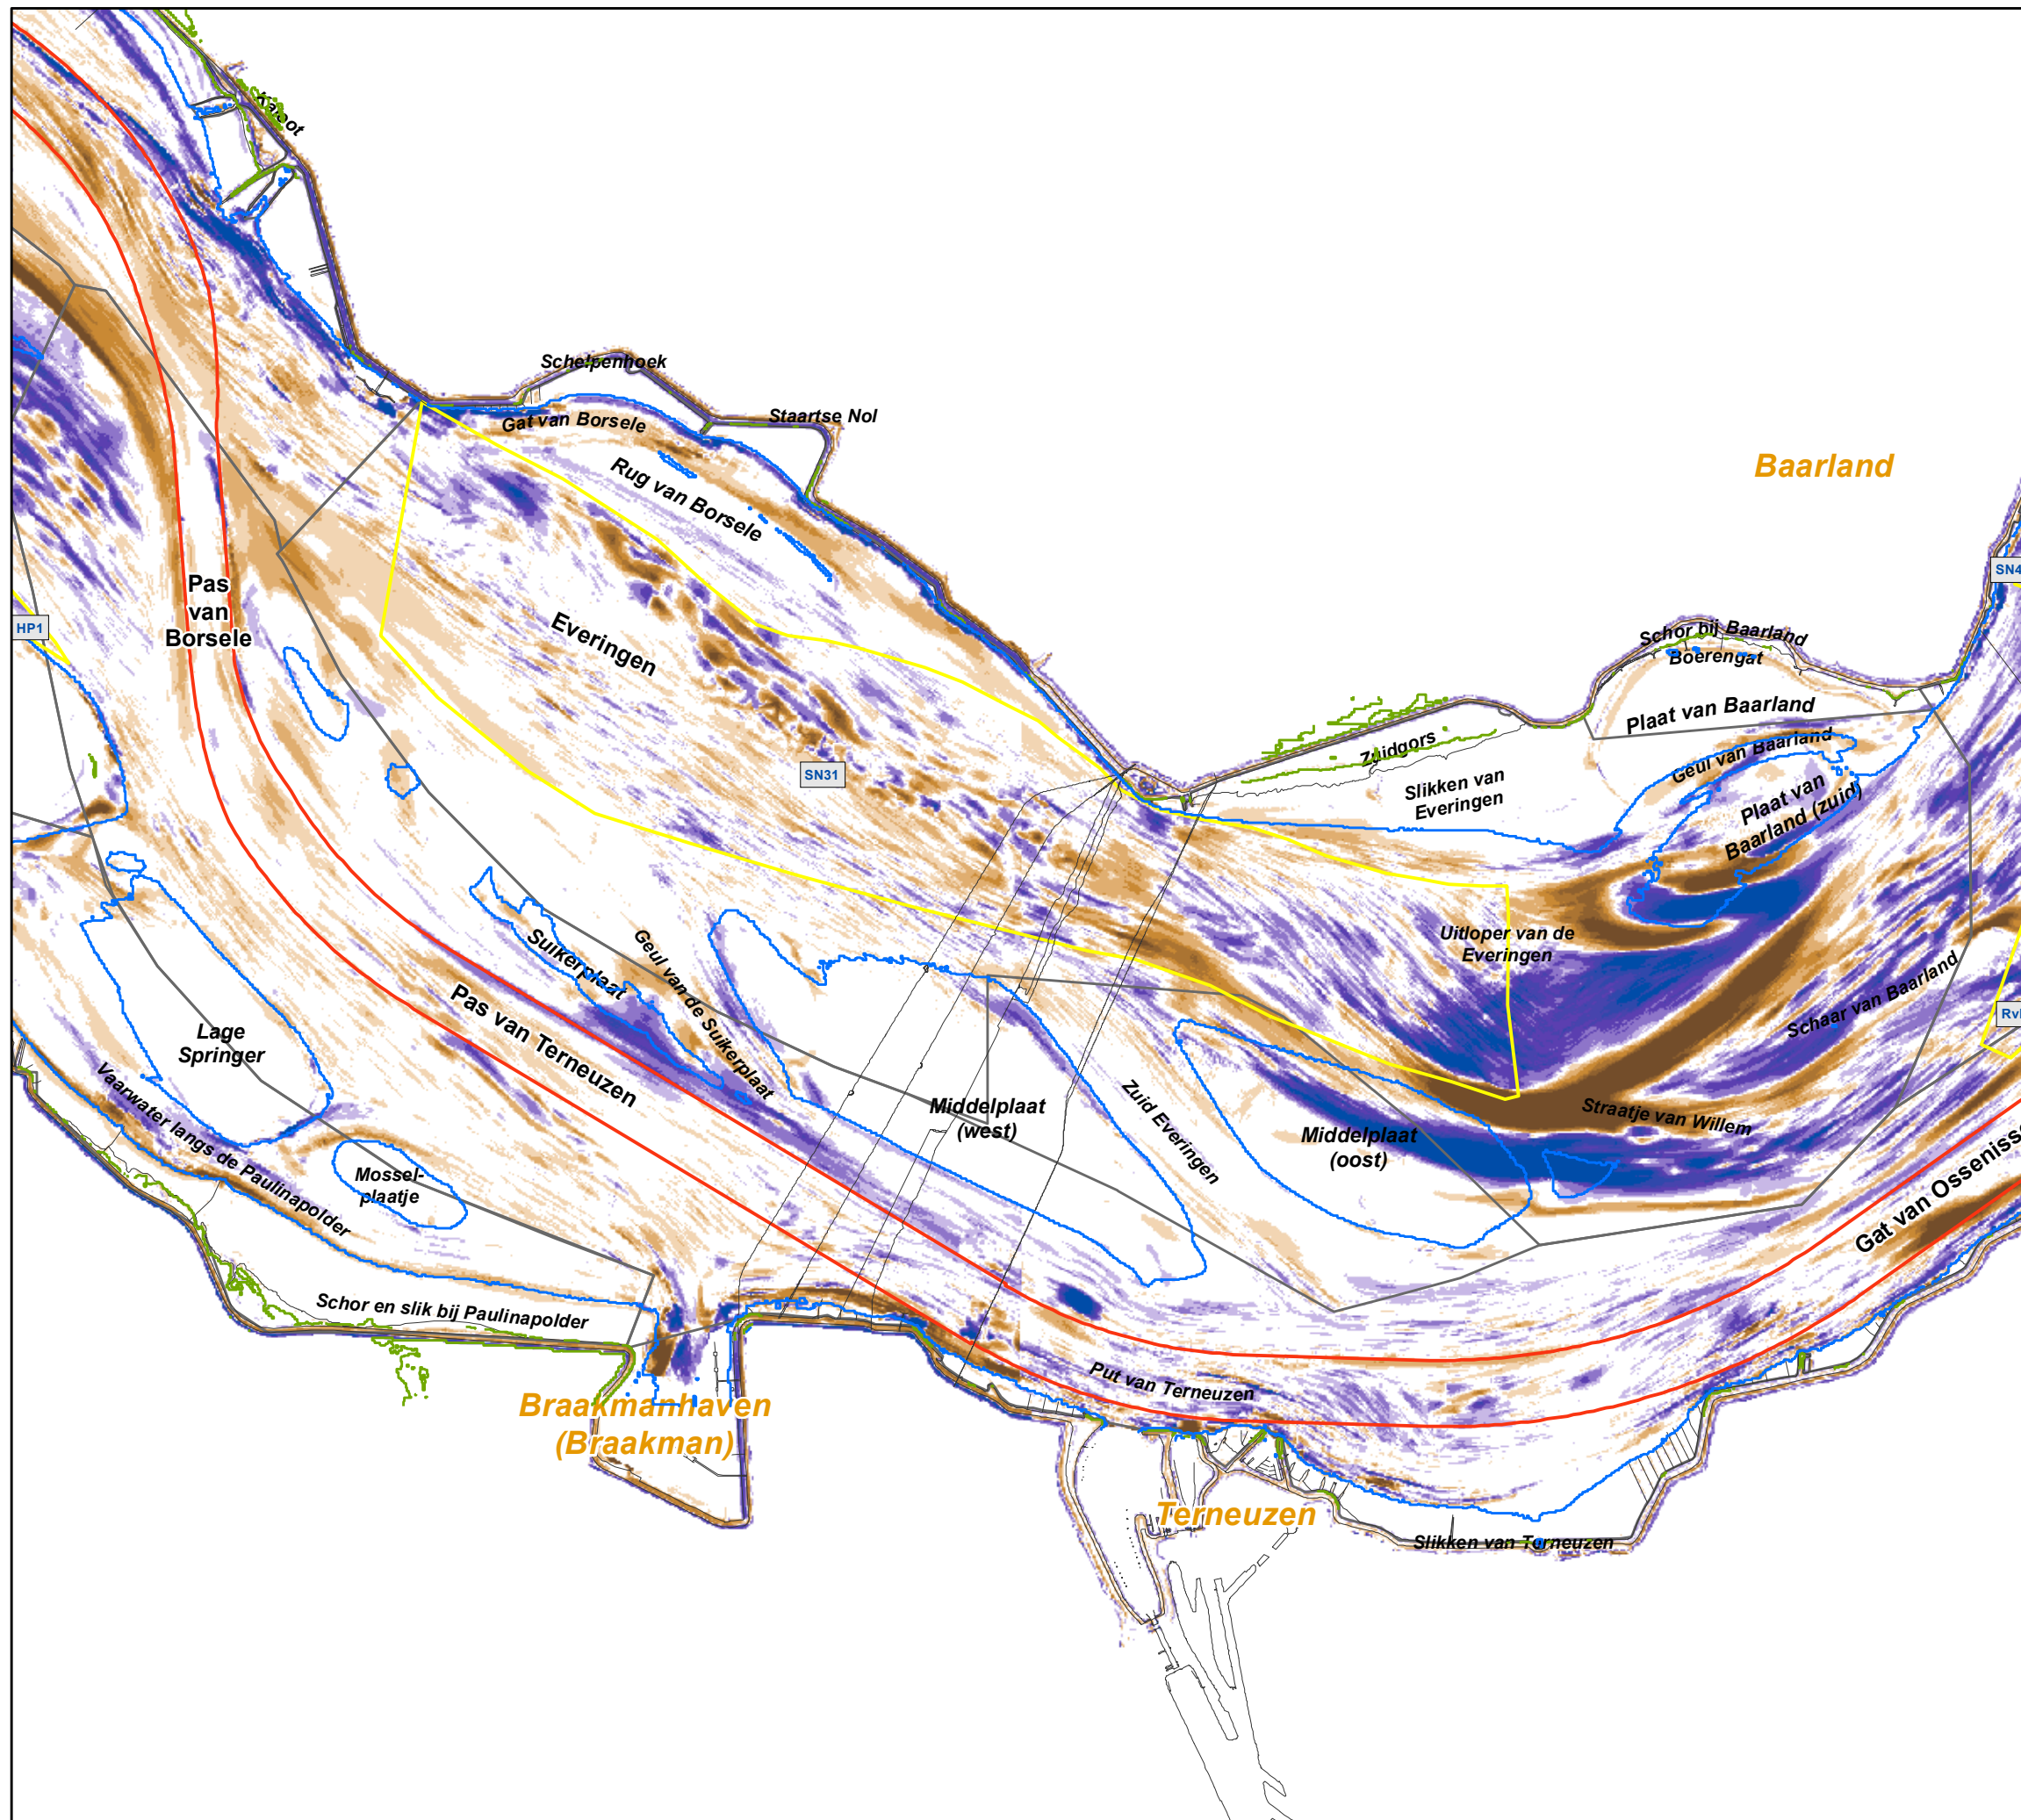 Kaloot
Schelpenhoek
Staartse Nol
Gat van Borsele
Rug van Borsele
Baarland
SN4
Pas
van
Borsele
HP1
Everingen
Schor bij Baarland
Boerengat
Plaat van Baarland
Zuidgors
Geul van Baarland
SN31
Slikken van
Everingen
Plaat van
Baarland (zuid)
Uitloper van de
Everingen
Suikerplaat
Geul van de Suikerplaat
Schaar van Baarland
Lage
Springer
Pas van Terneuzen
Vaarwater langs de Paulinapolder
Middelplaat
(west)
Zuid Everingen
Middelplaat
(oost)
Straatje van Willem
Mossel-
plaatje
Schor en slik bij Paulinapolder
Put van Terneuzen
Braakmanhaven
(Braakman)
Terneuzen
Slikken van Terneuzen